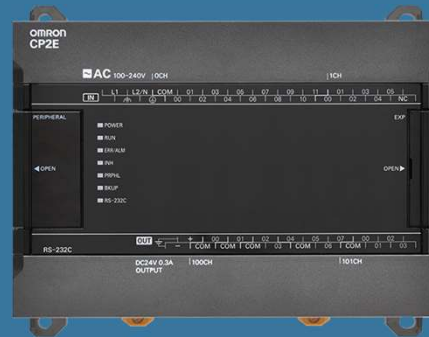 OMRON
CP2E
AC 100-240V 0CH 1CH
L1 L2/N COM 01 03 05 07 09 11 01 03 05
IN 00 02 04 06 08 10 00 02 04 NC
PERIPHERAL EXP
POWER
RUN
ERR/ALM
INH
OPEN OPEN
PRPHL
BKUP
RS-232C
OUT + 00 01 02 04 05 07 00 02
RS-232C - COM COM COM 03 COM 06 COM 01 03
DC24V 0.3A 100CH 101CH
OUTPUT